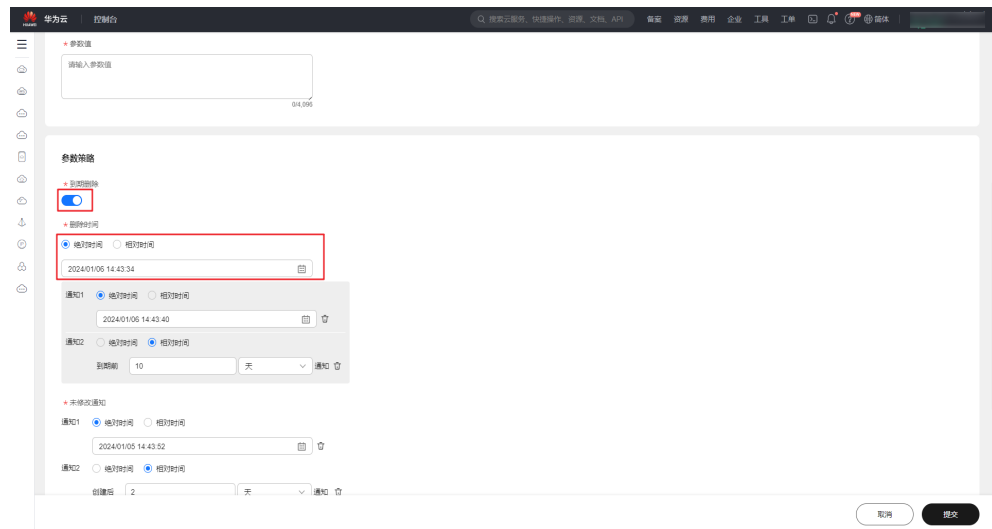 HUAWEI 华为云 控制台 搜索云服务、快捷操作、资源、文档、API 备案 资源 费用 企业 工具 工单 简体
* 参数值
请输入参数值
0/4,096
参数策略
* 到期删除
* 删除时间
绝对时间 相对时间
2024/01/06 14:43:34
通知1 绝对时间 相对时间
2024/01/06 14:43:40
通知2 绝对时间 相对时间
到期前 10 天 通知
* 未修改通知
通知1 绝对时间 相对时间
2024/01/05 14:43:52
通知2 绝对时间 相对时间
创建后 2 天 通知
取消 提交